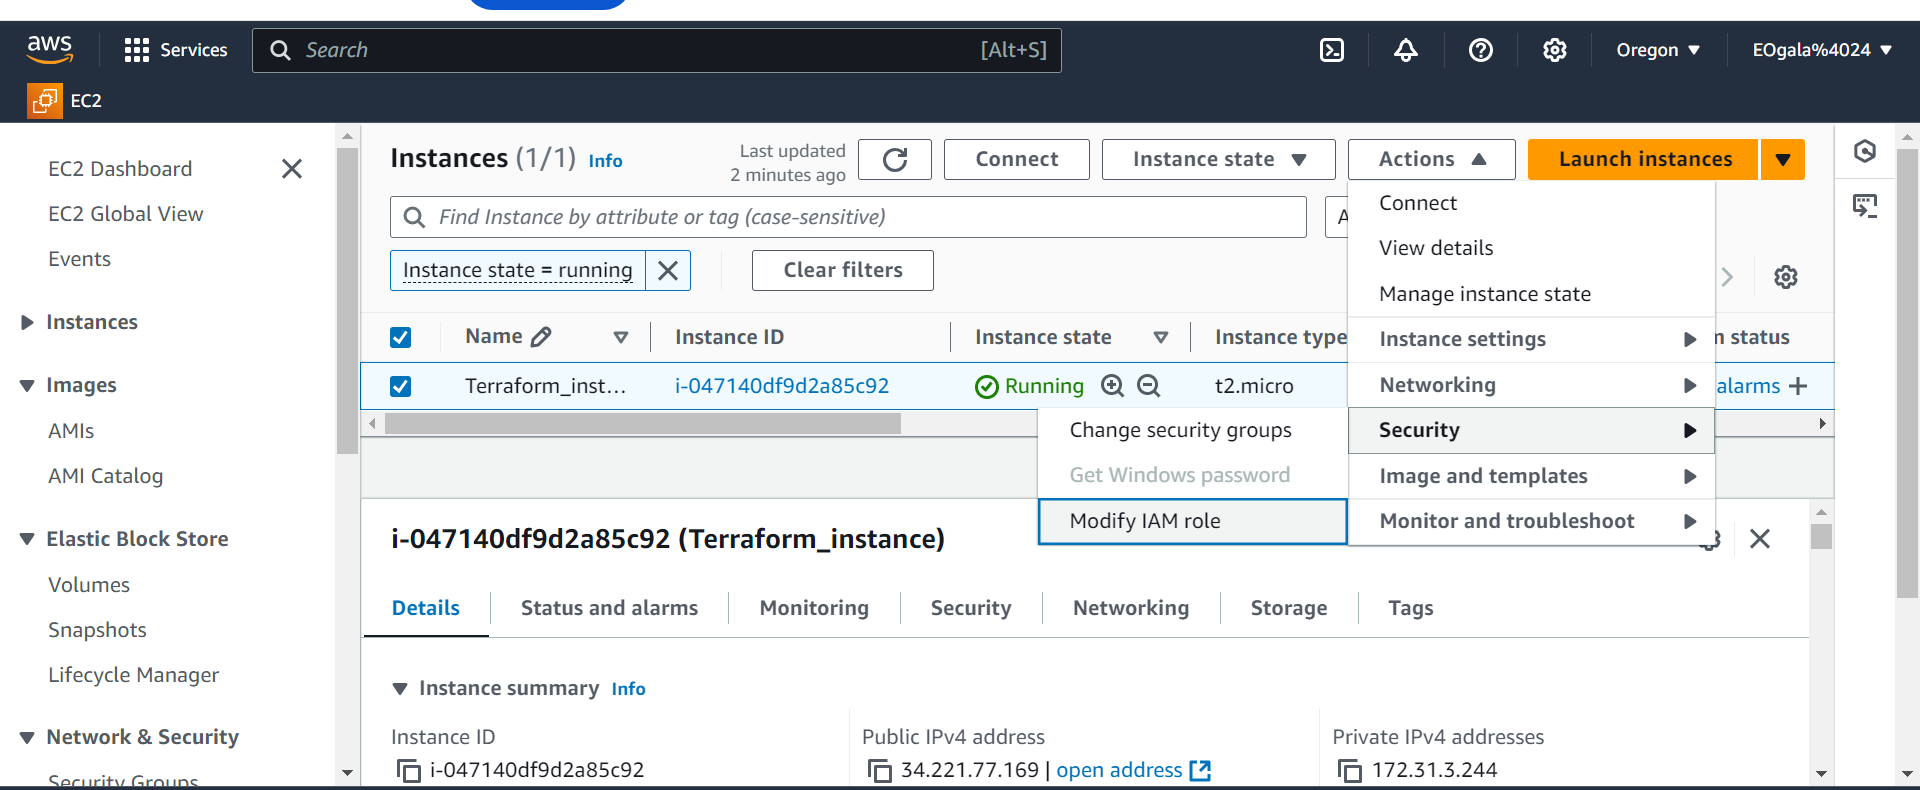 aws
Services
Search
[Alt+S]
Oregon
EOgala%4024
EC2
EC2 Dashboard
EC2 Global View
Events
Instances
Images
AMIs
AMI Catalog
Elastic Block Store
Volumes
Snapshots
Lifecycle Manager
Network & Security
Security Groups
Instances (1/1) Info
Last updated
2 minutes ago
Connect
Instance state
Actions
Launch instances
Find Instance by attribute or tag (case-sensitive)
Instance state = running
Clear filters
Name
Instance ID
Instance state
Instance type
status
Terraform_inst...
i-047140df9d2a85c92
Running
t2.micro
alarms
Connect
View details
Manage instance state
Instance settings
Networking
Security
Image and templates
Monitor and troubleshoot
Change security groups
Get Windows password
Modify IAM role
i-047140df9d2a85c92 (Terraform_instance)
Details
Status and alarms
Monitoring
Security
Networking
Storage
Tags
Instance summary Info
Instance ID
i-047140df9d2a85c92
Public IPv4 address
34.221.77.169 | open address
Private IPv4 addresses
172.31.3.244